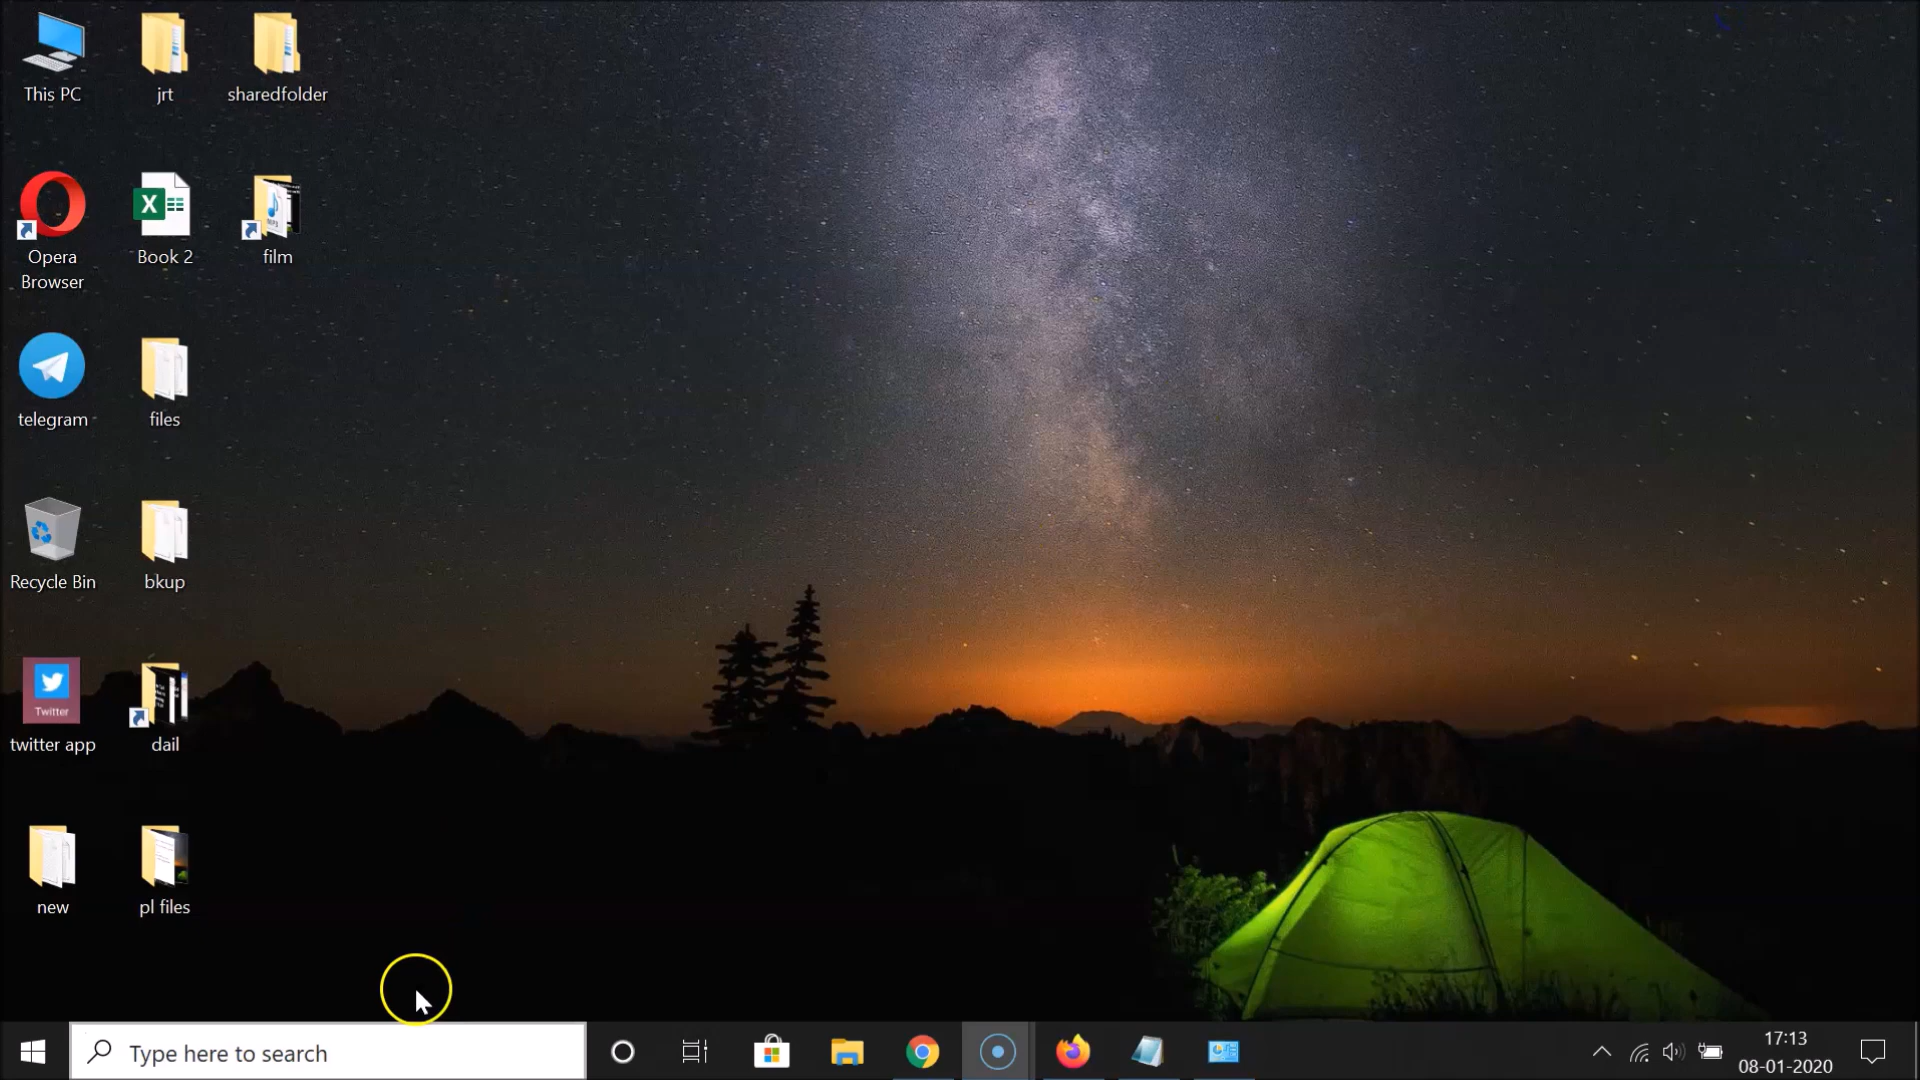 This PC
jrt
sharedfolder
Opera
Browser
Book 2
film
telegram
files
Recycle Bin
bkup
Twitter
twitter app
dail
new
pl files
Type here to search
17:13
08-01-2020